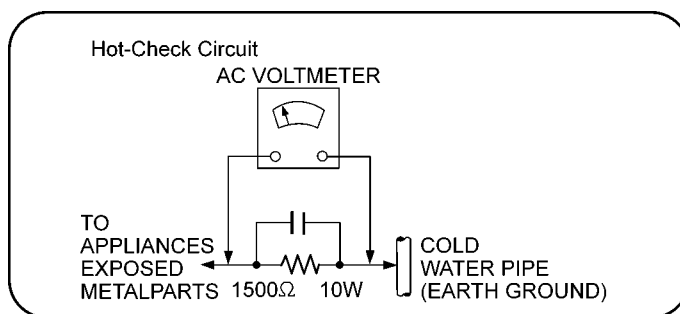 Hot-Check Circuit
AC VOLTMETER
TO
APPLIANCES
EXPOSED
METALPARTS
1500Ω
10W
COLD
WATER PIPE
(EARTH GROUND)